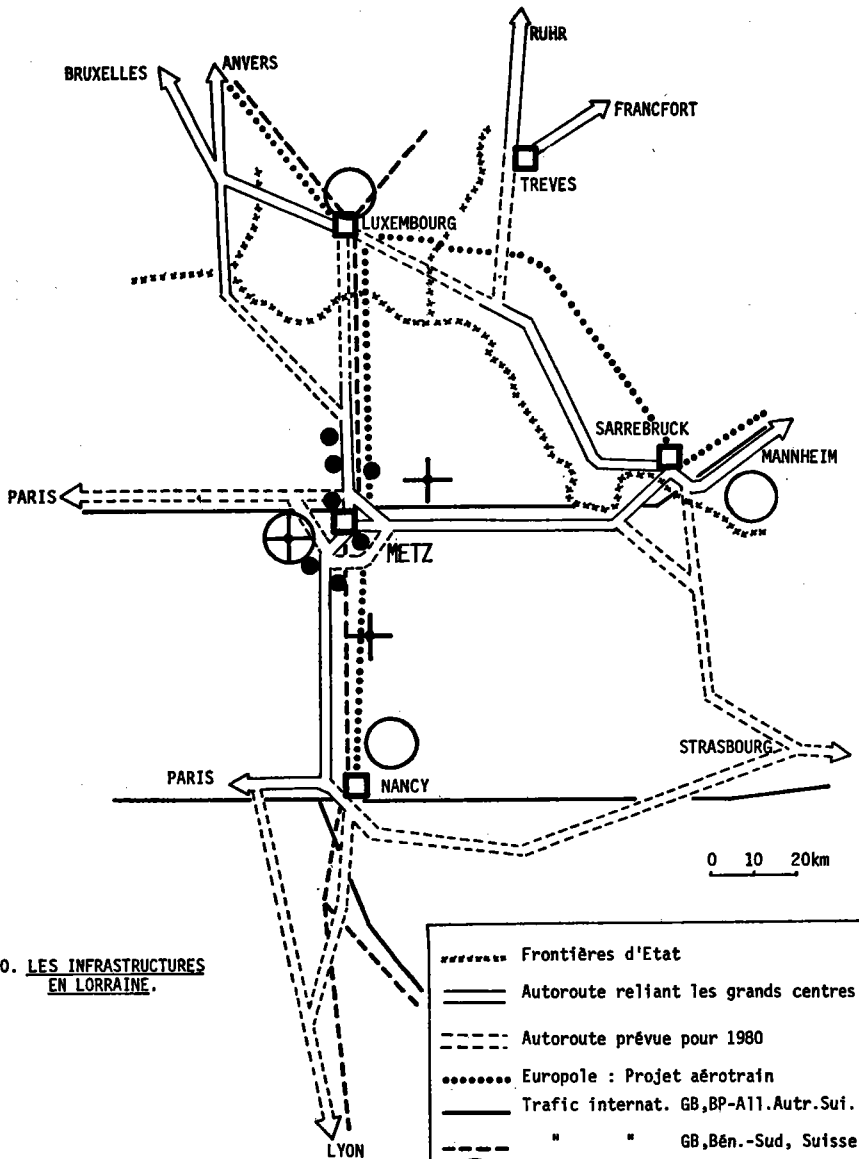 RUHR
BRUXELLES
ANVERS
FRANCFORT
TREVES
LUXEMBOURG
SARREBRUCK
MANNHEIM
PARIS
METZ
STRASBOURG
PARIS
NANCY
0 10 20km
0. LES INFRASTRUCTURES
EN LORRAINE.
Frontières d'Etat
Autoroute reliant les grands centres
Autoroute prévue pour 1980
Europole : Projet aérotrain
Trafic internat. GB,BP-All.Autr.Sui.
" " GB,Bén.-Sud, Suisse
LYON